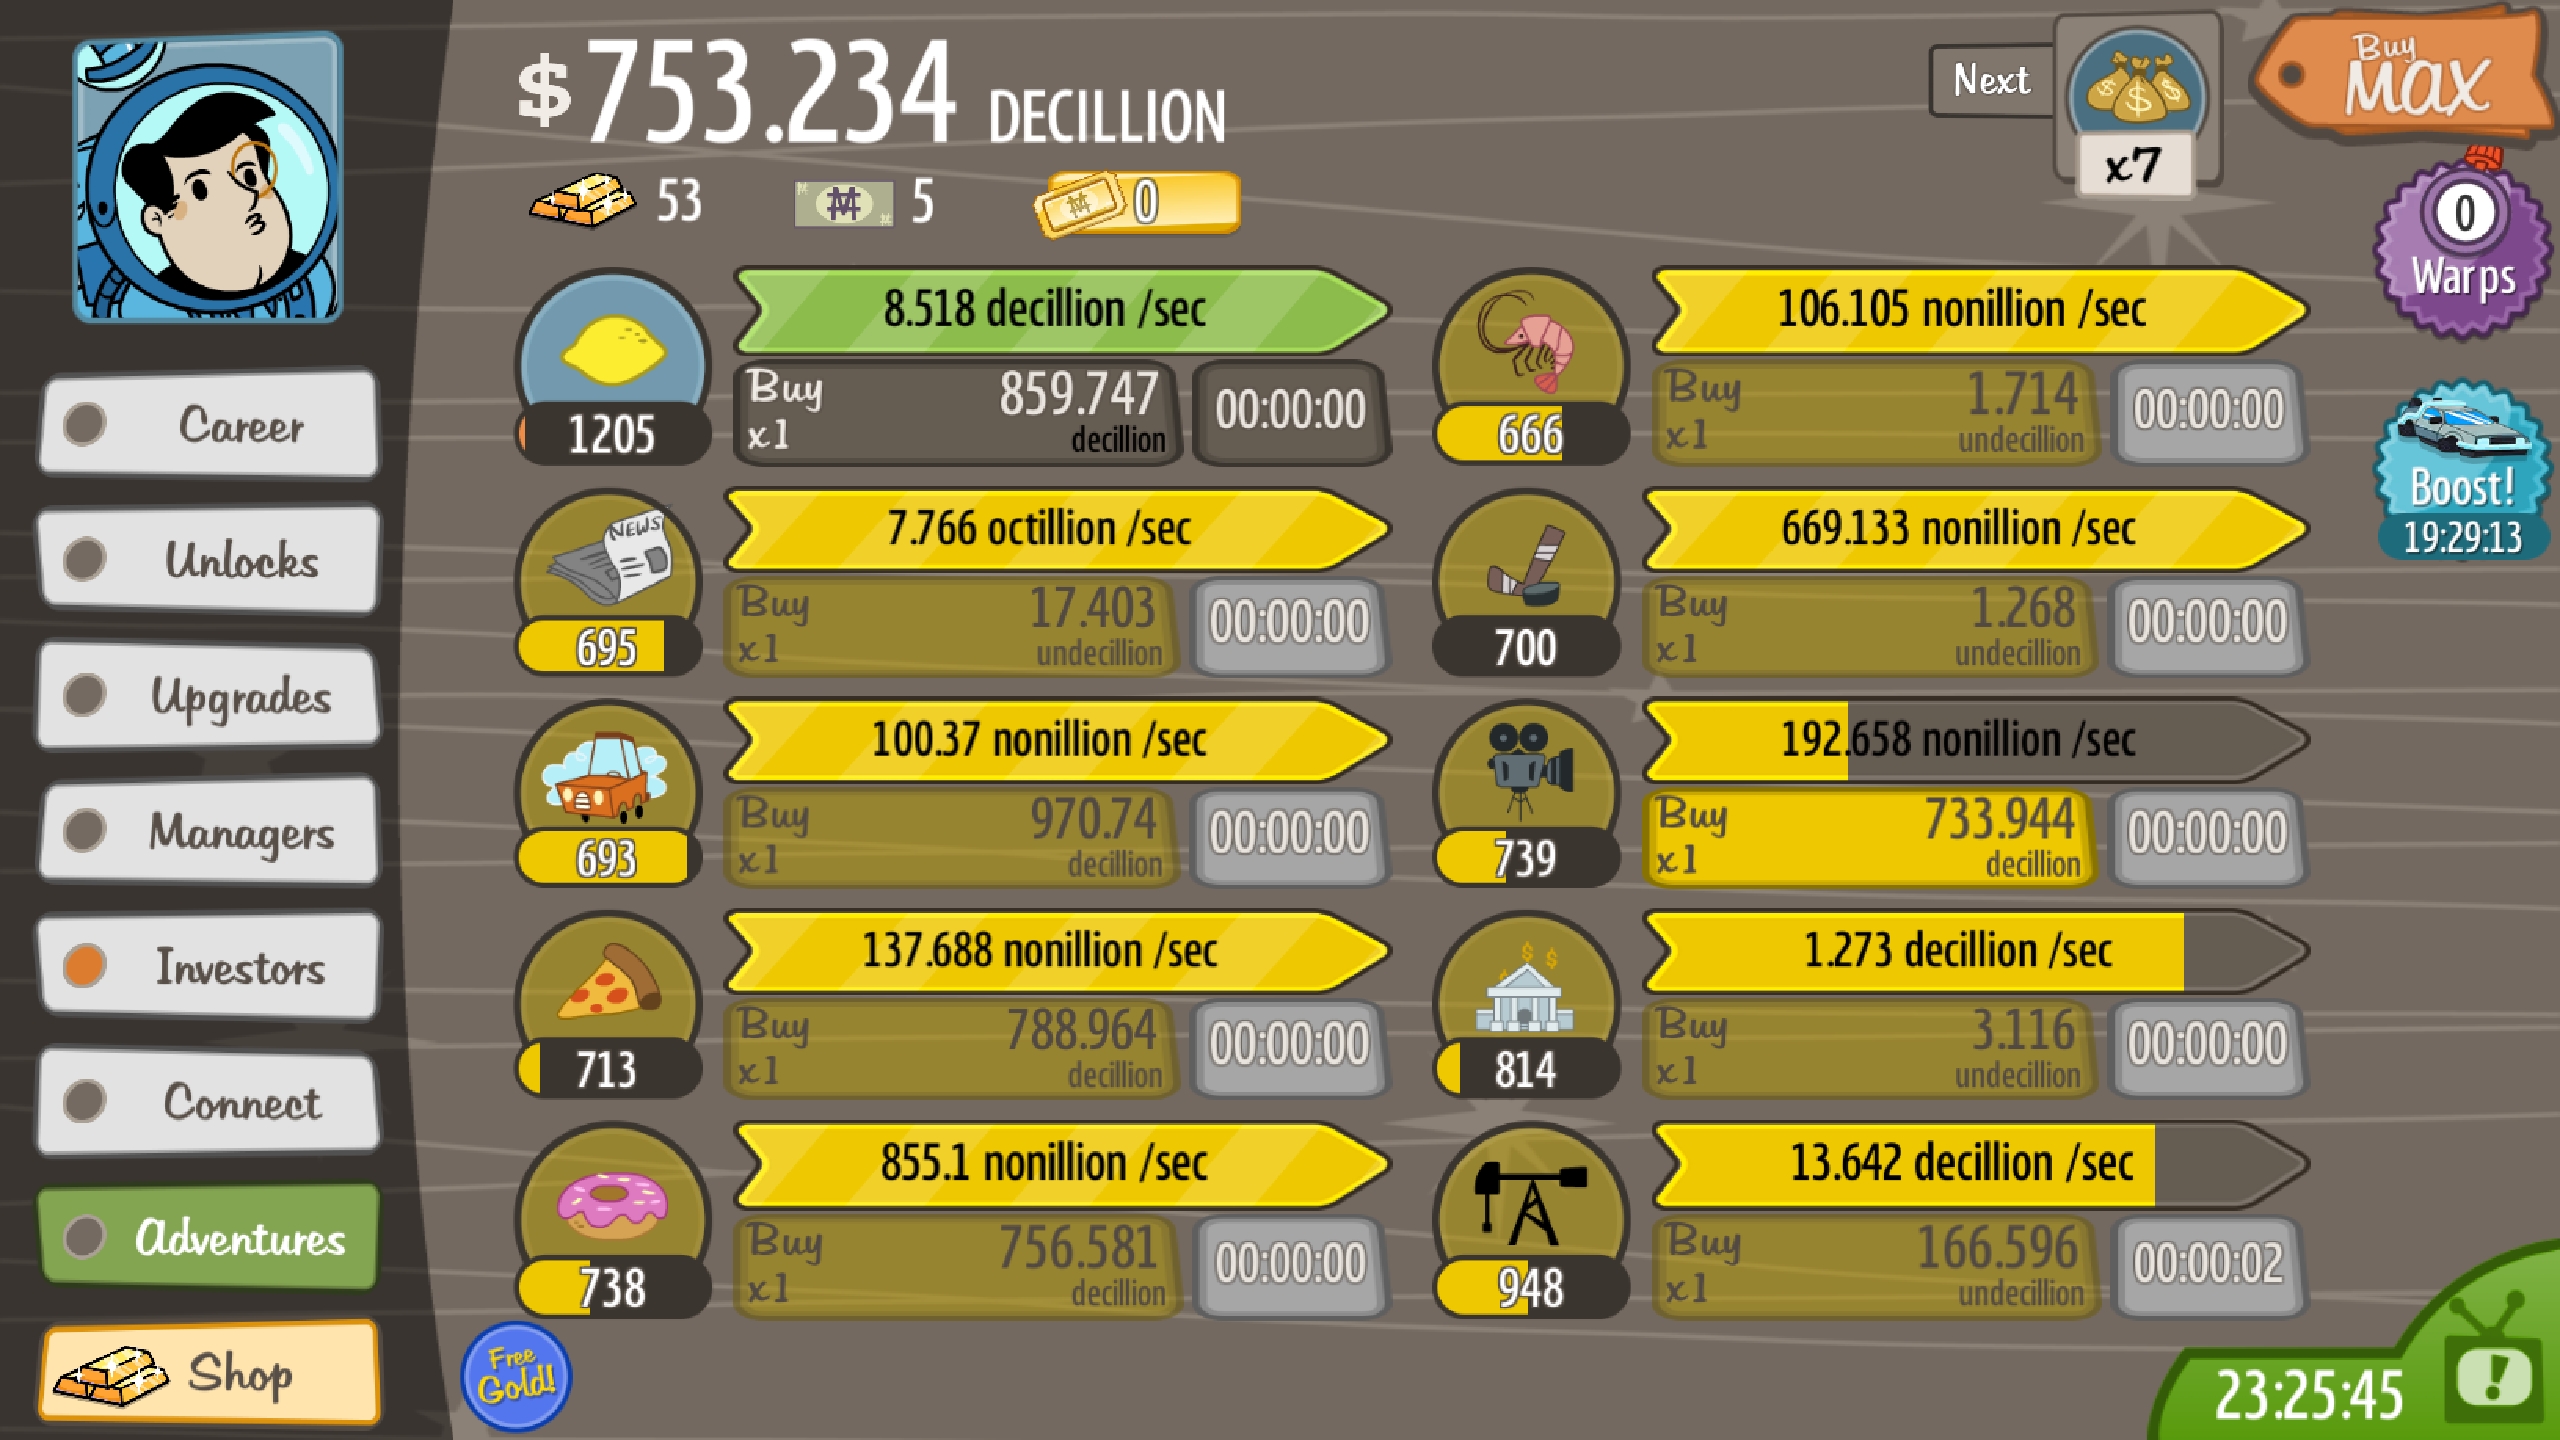 $753.234 DECILLION
53
5
0
Next
x7
Buy
MAX
0
Warps
Boost!
19:29:13
Career
Unlocks
Upgrades
Managers
Investors
Connect
Adventures
Shop
8.518 decillion /sec
Buy x1
859.747 decillion
00:00:00
1205
106.105 nonillion /sec
Buy x1
1.714 undecillion
00:00:00
666
NEWS
7.766 octillion /sec
Buy x1
17.403 undecillion
00:00:00
695
669.133 nonillion /sec
Buy x1
1.268 undecillion
00:00:00
700
100.37 nonillion /sec
Buy x1
970.74 decillion
00:00:00
693
192.658 nonillion /sec
Buy x1
733.944 decillion
00:00:00
739
137.688 nonillion /sec
Buy x1
788.964 decillion
00:00:00
713
1.273 decillion /sec
Buy x1
3.116 undecillion
00:00:00
814
855.1 nonillion /sec
Buy x1
756.581 decillion
00:00:00
738
13.642 decillion /sec
Buy x1
166.596 undecillion
00:00:02
948
Free
Gold!
23:25:45